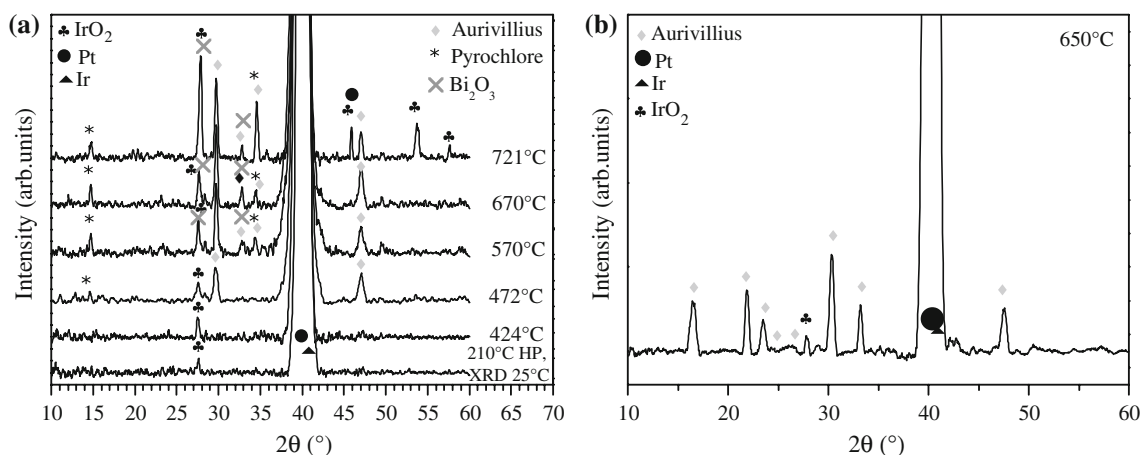 (a)
IrO₂
Pt
Ir
Aurivillius
Pyrochlore
Bi₂O₃
*
*
721°C
*
*
670°C
*
*
570°C
*
472°C
424°C
210°C HP,
XRD 25°C
Intensity (arb.units)
10 15 20 25 30 35 40 45 50 55 60 65 70
2θ (°)
(b)
Aurivillius
Pt
Ir
IrO₂
650°C
Intensity (arb.units)
10 20 30 40 50 60
2θ (°)